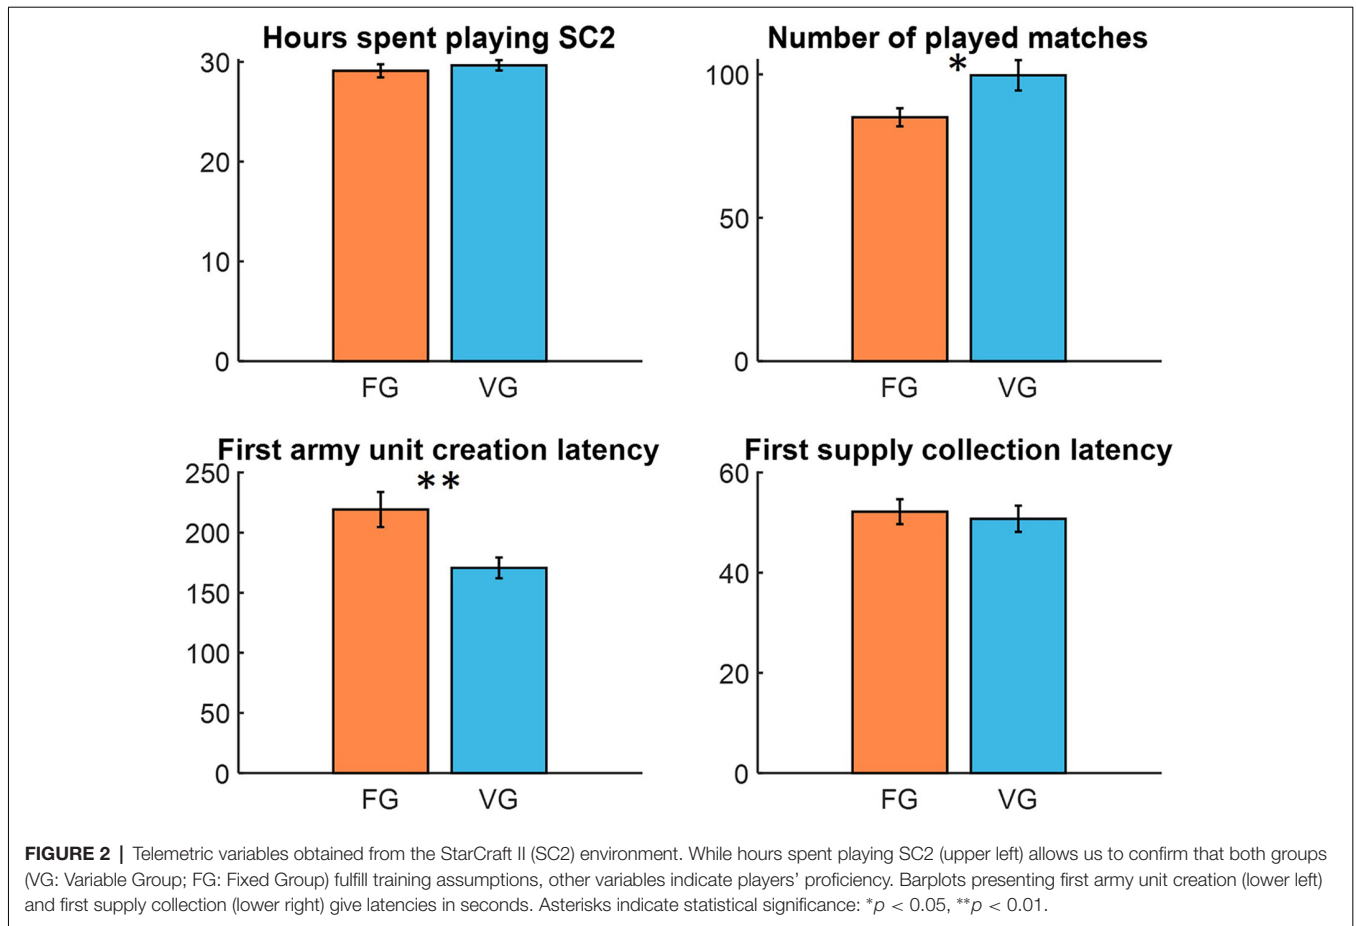 Hours spent playing SC2
30
20
10
0
FG
VG
Number of played matches
*
100
50
0
FG
VG
First army unit creation latency
**
250
200
150
100
50
0
FG
VG
First supply collection latency
60
40
20
0
FG
VG
FIGURE 2 | Telemetric variables obtained from the StarCraft II (SC2) environment. While hours spent playing SC2 (upper left) allows us to confirm that both groups
(VG: Variable Group; FG: Fixed Group) fulfill training assumptions, other variables indicate players’ proficiency. Barplots presenting first army unit creation (lower left)
and first supply collection (lower right) give latencies in seconds. Asterisks indicate statistical significance: *p < 0.05, **p < 0.01.